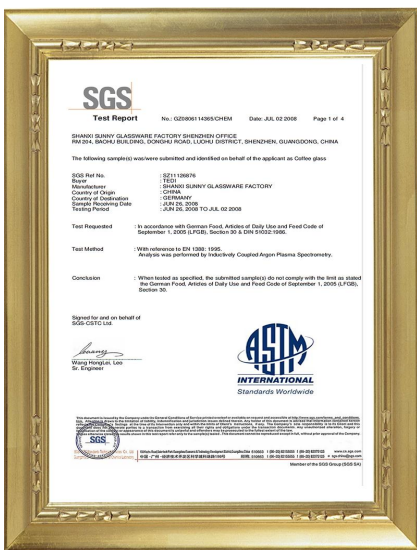 SGS
Test Report No.: GZ0806114365/CHEM Date: JUL 02 2008 Page 1 of 4
SHANXI SUNNY GLASSWARE FACTORY SHENZHEN OFFICE
RM 204, BAOHU BUILDING, DONGHU ROAD, LUOHU DISTRICT, SHENZHEN, GUANGDONG, CHINA
The following sample(s) was/were submitted and identified on behalf of the applicant as Coffee glass
SGS Ref No. : SZ11126876
Buyer : TEDI
Manufacturer : SHANXI SUNNY GLASSWARE FACTORY
Country of Origin : CHINA
Country of Destination : GERMANY
Sample Receiving Date : JUN 26, 2008
Testing Period : JUN 26, 2008 TO JUL 02 2008
Test Requested : In accordance with German Food, Articles of Daily Use and Feed Code of
September 1, 2005 (LFGB), Section 30 & DIN 51032:1986.
Test Method : With reference to EN 1388: 1995.
Analysis was performed by Inductively Coupled Argon Plasma Spectrometry.
Conclusion : When tested as specified, the submitted sample(s) do not comply with the limit as stated
the German Food, Articles of Daily Use and Feed Code of September 1, 2005 (LFGB),
Section 30.
Signed for and on behalf of
SGS-CSTC Ltd.
Wang HongLei, Leo
Sr. Engineer
ASTM
INTERNATIONAL
Standards Worldwide
SGS
Member of the SGS Group (SGS SA)